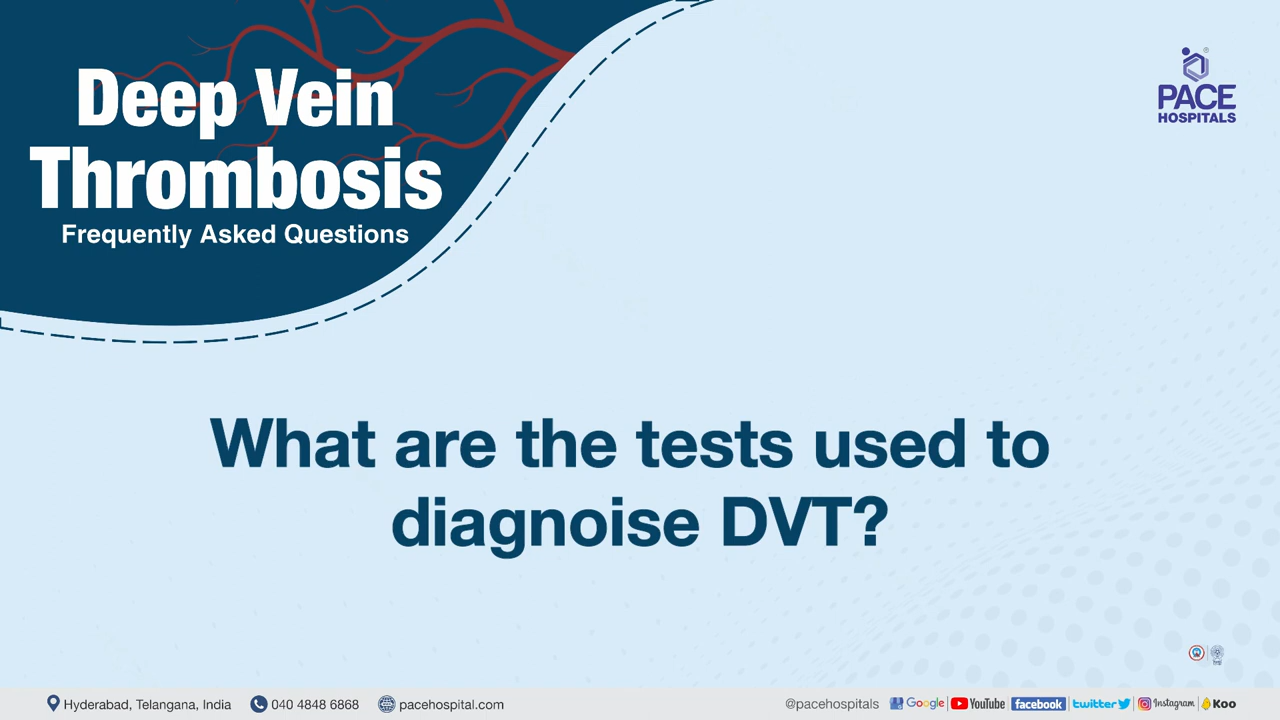 Deep Vein
Thrombosis
Frequently Asked Questions
PACE
HOSPITALS
What are the tests used to
diagnoise DVT?
Hyderabad, Telangana, India 040 4848 6868 pacehospital.com @pacehospitals Google YouTube facebook twitter Instagram Koo